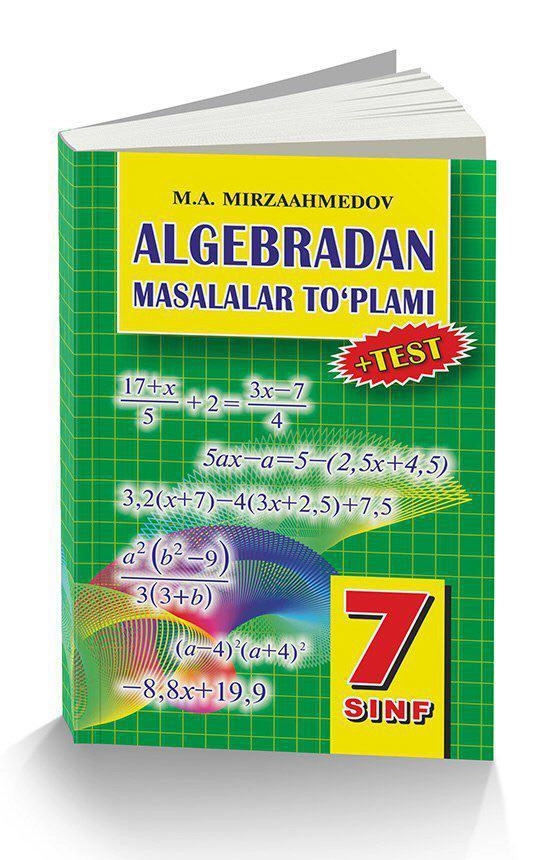 M.A. MIRZAAHMEDOV
ALGEBRADAN
MASALALAR TO‘PLAMI
+TEST
(17+x)/5 + 2 = (3x−7)/4
5ax−a=5−(2,5x+4,5)
3,2(x+7)−4(3x+2,5)+7,5
a²(b²−9)/3(3+b)
(a−4)²(a+4)²
−8,8x+19,9
7
SINF